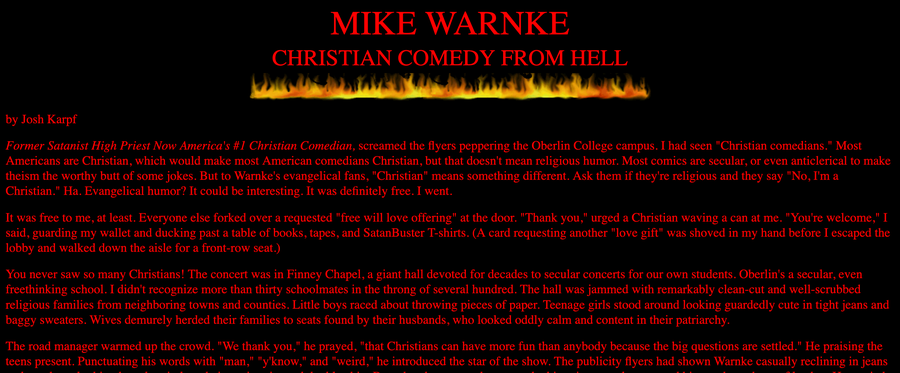 MIKE WARNKE
CHRISTIAN COMEDY FROM HELL
by Josh Karpf
Former Satanist High Priest Now America's #1 Christian Comedian, screamed the flyers peppering the Oberlin College campus. I had seen "Christian comedians." Most
Americans are Christian, which would make most American comedians Christian, but that doesn't mean religious humor. Most comics are secular, or even anticlerical to make
theism the worthy butt of some jokes. But to Warnke's evangelical fans, "Christian" means something different. Ask them if they're religious and they say "No, I'm a
Christian." Ha, Evangelical humor? It could be interesting. It was definitely free. I went.
It was free to me, at least. Everyone else forked over a requested "free will love offering" at the door. "Thank you," urged a Christian waving a can at me. "You're welcome," I
said, guarding my wallet and ducking past a table of books, tapes, and SatanBuster T-shirts. (A card requesting another "love gift" was shoved in my hand before I escaped the
lobby and walked down the aisle for a front-row seat.)
You never saw so many Christians! The concert was in Finney Chapel, a giant hall devoted for decades to secular concerts for our own students. Oberlin's a secular, even
freethinking school. I didn't recognize more than thirty schoolmates in the throng of several hundred. The hall was jammed with remarkably clean-cut and well-scrubbed
religious families from neighboring towns and counties. Little boys raced about throwing pieces of paper. Teenage girls stood around looking guardedly cute in tight jeans and
baggy sweaters. Wives demurely herded their families to seats found by their husbands, who looked oddly calm and content in their patriarchy.
The road manager warmed up the crowd. "We thank you," he prayed, "that Christians can have more fun than anybody because the big questions are settled." He praising the
teens present. Punctuating his words with "man," "y'know," and "weird," he introduced the star of the show. The publicity flyers had shown Warnke casually reclining in jeans